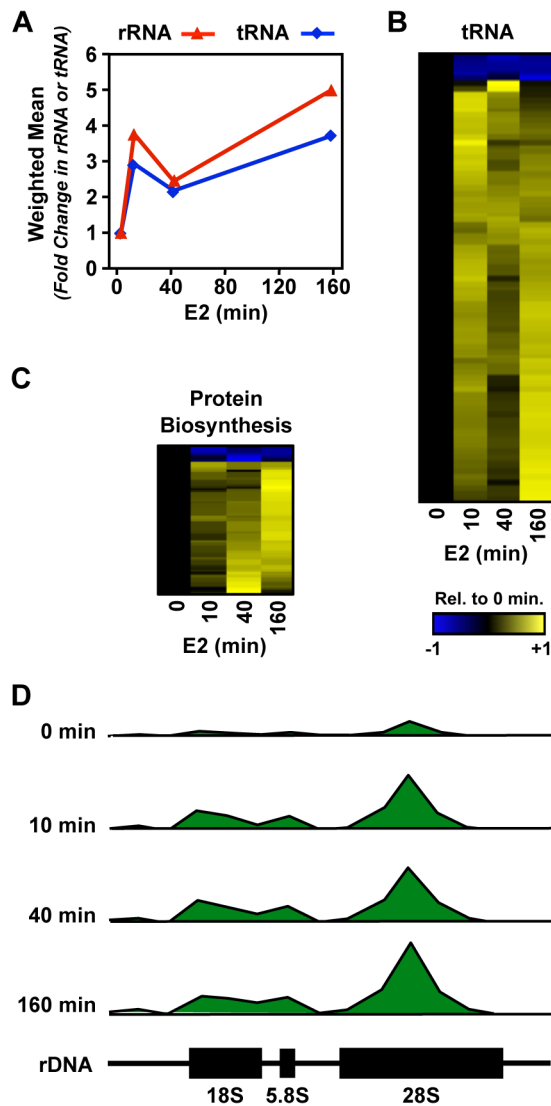 A
rRNA tRNA
Weighted Mean
(Fold Change in rRNA or tRNA)
6
5
4
3
2
1
0
0 40 80 120 160
E2 (min)
B
tRNA
0 10 40 160
E2 (min)
Rel. to 0 min.
-1 +1
C
Protein
Biosynthesis
0 10 40 160
E2 (min)
D
0 min
10 min
40 min
160 min
rDNA
18S 5.8S 28S